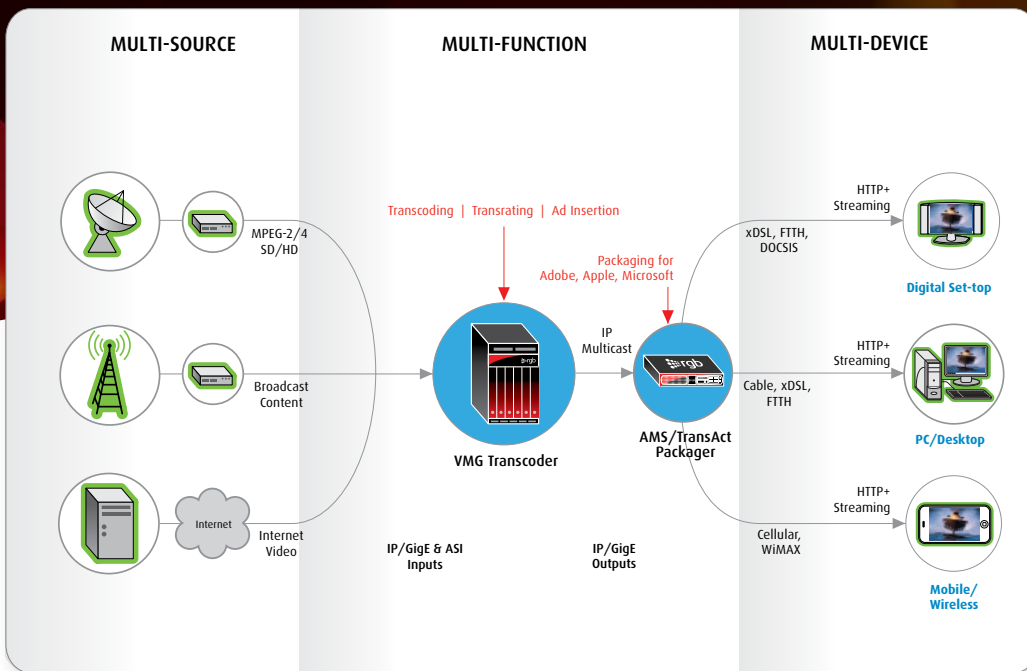 MULTI-SOURCE
MULTI-FUNCTION
MULTI-DEVICE
MPEG-2/4
SD/HD
Broadcast
Content
Internet
Internet
Video
Transcoding | Transrating | Ad Insertion
Packaging for
Adobe, Apple, Microsoft
rgb
VMG Transcoder
IP
Multicast
rgb
AMS/TransAct
Packager
IP/GigE & ASI
Inputs
IP/GigE
Outputs
xDSL, FTTH,
DOCSIS
HTTP+
Streaming
Digital Set-top
Cable, xDSL,
FTTH
HTTP+
Streaming
PC/Desktop
Cellular,
WiMAX
HTTP+
Streaming
Mobile/
Wireless